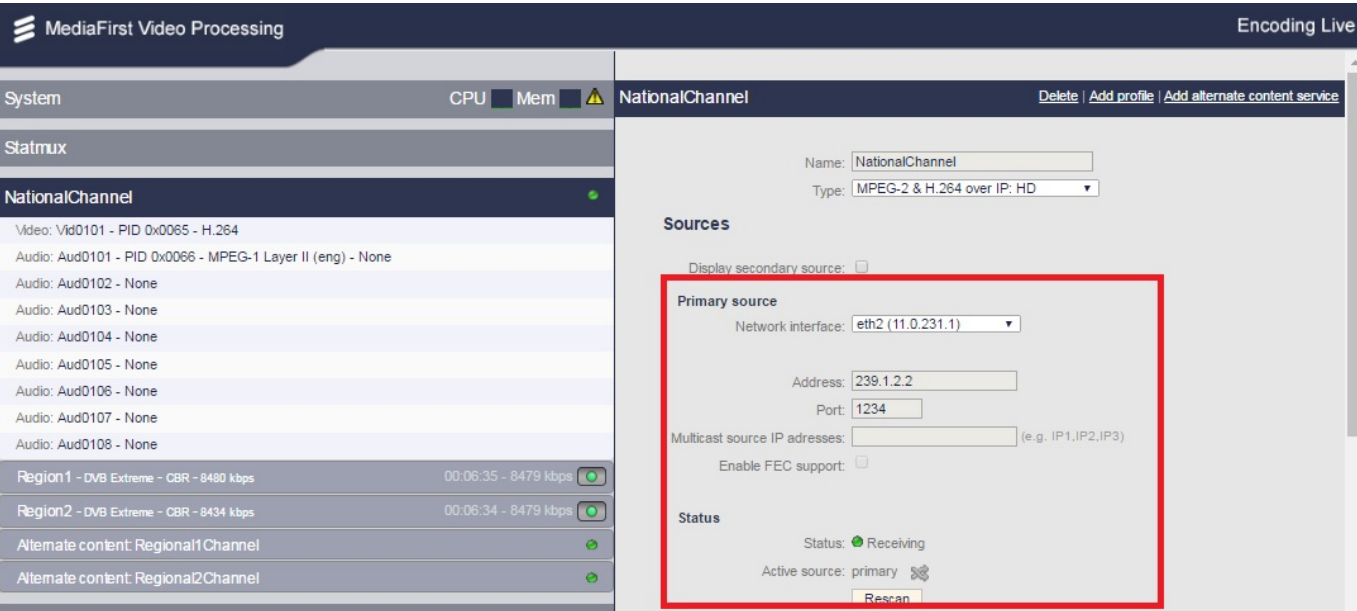 MediaFirst Video Processing
Encoding Live
System CPU Mem
Statmux
NationalChannel
Video: Vid0101 - PID 0x0065 - H.264
Audio: Aud0101 - PID 0x0066 - MPEG-1 Layer II (eng) - None
Audio: Aud0102 - None
Audio: Aud0103 - None
Audio: Aud0104 - None
Audio: Aud0105 - None
Audio: Aud0106 - None
Audio: Aud0107 - None
Audio: Aud0108 - None
Region1 - DVB Extreme - CBR - 8480 kbps 00:06:35 - 8479 kbps
Region2 - DVB Extreme - CBR - 8434 kbps 00:06:34 - 8479 kbps
Alternate content: Regional1Channel
Alternate content: Regional2Channel
NationalChannel Delete | Add profile | Add alternate content service
Name: NationalChannel
Type: MPEG-2 & H.264 over IP: HD
Sources
Display secondary source:
Primary source
Network interface: eth2 (11.0.231.1)
Address: 239.1.2.2
Port: 1234
Multicast source IP adresses: (e.g. IP1,IP2,IP3)
Enable FEC support:
Status
Status: Receiving
Active source: primary
Rescan